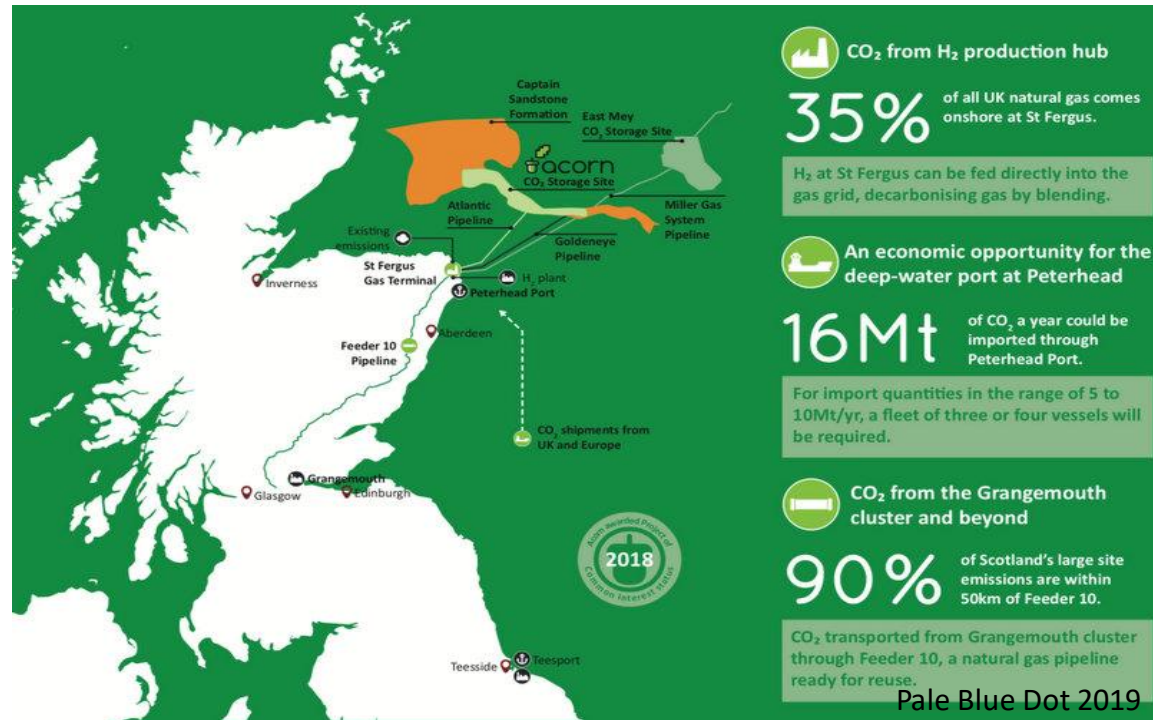 Captain
Sandstone
Formation
East Mey
CO₂ Storage Site
acorn
CO₂ Storage Site
Atlantic
Pipeline
Miller Gas
System
Pipeline
Goldeneye
Pipeline
Existing
emissions
St Fergus
Gas Terminal
H₂ plant
Peterhead Port
Inverness
Aberdeen
Feeder 10
Pipeline
CO₂ shipments from
UK and Europe
Grangemouth
Glasgow
Edinburgh
Acorn awarded Project of
2018
Common Interest status
Teesside
Teesport
CO₂ from H₂ production hub
35%
of all UK natural gas comes
onshore at St Fergus.
H₂ at St Fergus can be fed directly into the
gas grid, decarbonising gas by blending.
An economic opportunity for the
deep-water port at Peterhead
16Mt
of CO₂ a year could be
imported through
Peterhead Port.
For import quantities in the range of 5 to
10Mt/yr, a fleet of three or four vessels will
be required.
CO₂ from the Grangemouth
cluster and beyond
90%
of Scotland's large site
emissions are within
50km of Feeder 10.
CO₂ transported from Grangemouth cluster
through Feeder 10, a natural gas pipeline
ready for reuse.
Pale Blue Dot 2019